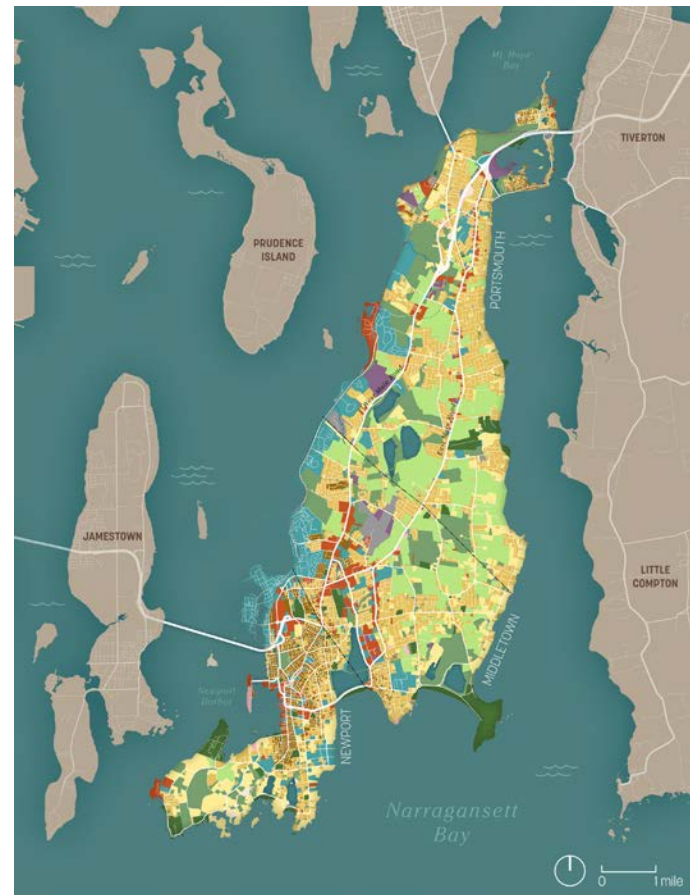 Mt. Hope
Bay
TIVERTON
PRUDENCE
ISLAND
PORTSMOUTH
JAMESTOWN
LITTLE
COMPTON
MIDDLETOWN
Newport
Harbor
NEWPORT
Narragansett
Bay
0 1 mile